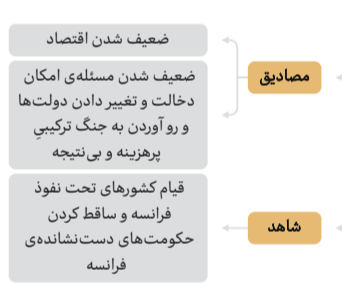 مصادیق
ضعیف شدن اقتصاد
ضعیف شدن مسئله‌ی امکان
دخالت و تغییر دادن دولت‌ها
و رو آوردن به جنگ ترکیبیِ
پرهزینه و بی‌نتیجه
شاهد
قیام کشورهای تحت نفوذ
فرانسه و ساقط کردن
حکومت‌های دست‌نشانده‌ی
فرانسه